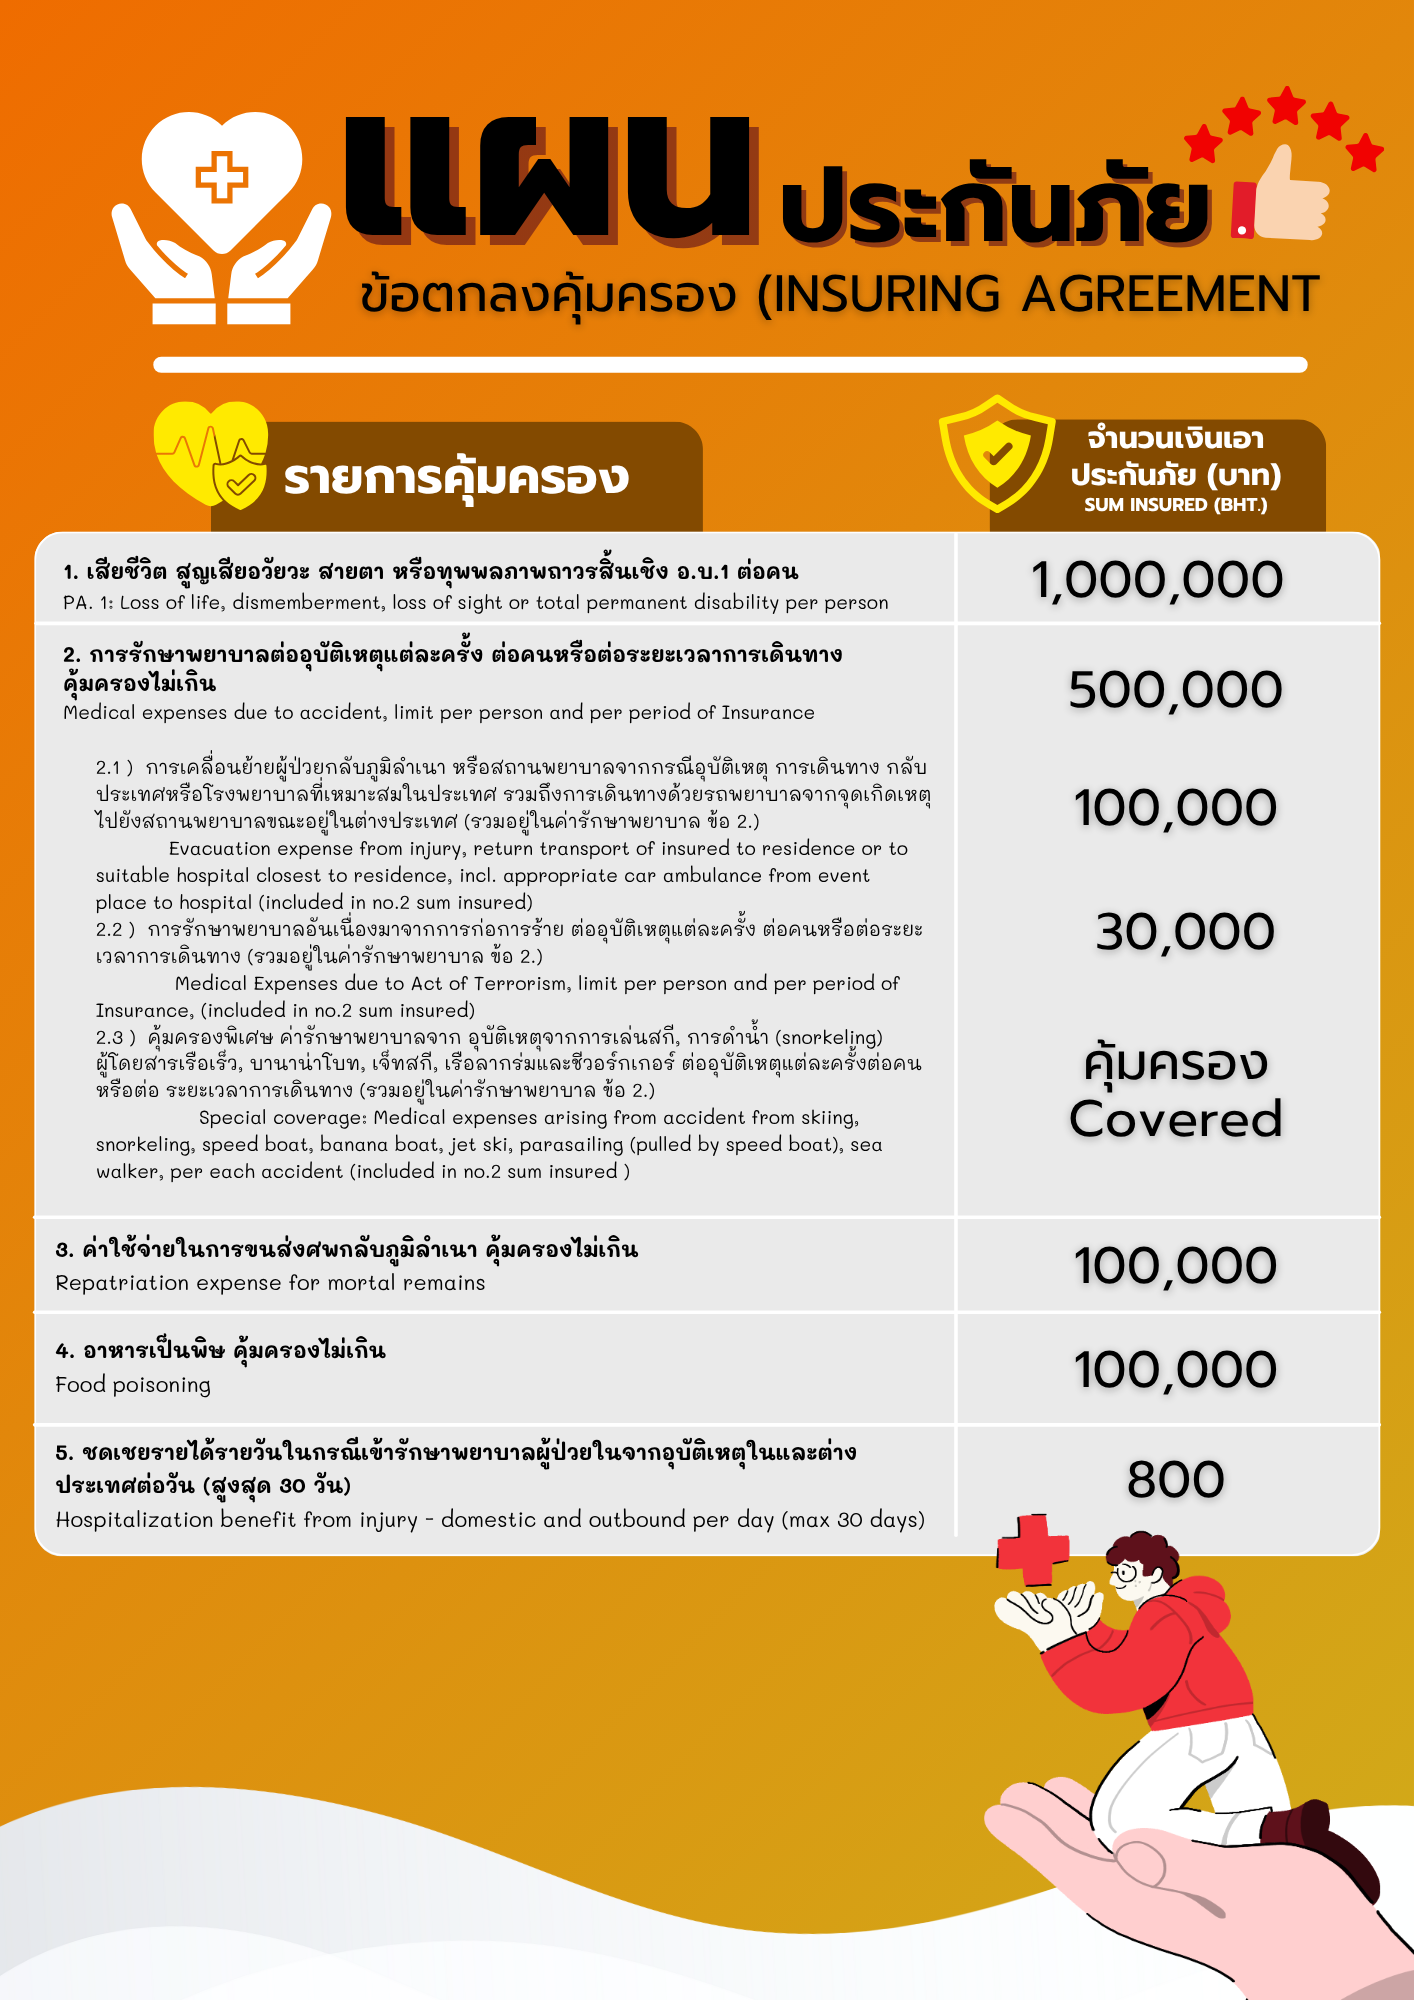 แผน ประกันภัย
ข้อตกลงคุ้มครอง (INSURING AGREEMENT
รายการคุ้มครอง
จำนวนเงินเอา
ประกันภัย (บาท)
SUM INSURED (BHT.)
1. เสียชีวิต สูญเสียอวัยวะ สายตา หรือทุพพลภาพถาวรสิ้นเชิง อ.บ.1 ต่อคน
PA. 1: Loss of life, dismemberment, loss of sight or total permanent disability per person
1,000,000
2. การรักษาพยาบาลต่ออุบัติเหตุแต่ละครั้ง ต่อคนหรือต่อระยะเวลาการเดินทาง
คุ้มครองไม่เกิน
Medical expenses due to accident, limit per person and per period of Insurance
500,000
2.1 ) การเคลื่อนย้ายผู้ป่วยกลับภูมิลำเนา หรือสถานพยาบาลจากกรณีอุบัติเหตุ การเดินทาง กลับ
ประเทศหรือโรงพยาบาลที่เหมาะสมในประเทศ รวมถึงการเดินทางด้วยรถพยาบาลจากจุดเกิดเหตุ
ไปยังสถานพยาบาลขณะอยู่ในต่างประเทศ (รวมอยู่ในค่ารักษาพยาบาล ข้อ 2.)
Evacuation expense from injury, return transport of insured to residence or to
suitable hospital closest to residence, incl. appropriate car ambulance from event
place to hospital (included in no.2 sum insured)
100,000
2.2 ) การรักษาพยาบาลอันเนื่องมาจากการก่อการร้าย ต่ออุบัติเหตุแต่ละครั้ง ต่อคนหรือต่อระยะ
เวลาการเดินทาง (รวมอยู่ในค่ารักษาพยาบาล ข้อ 2.)
Medical Expenses due to Act of Terrorism, limit per person and per period of
Insurance, (included in no.2 sum insured)
30,000
2.3 ) คุ้มครองพิเศษ ค่ารักษาพยาบาลจาก อุบัติเหตุจากการเล่นสกี, การดำน้ำ (snorkeling)
ผู้โดยสารเรือเร็ว, บานาน่าโบท, เจ็ทสกี, เรือลากร่มและซีวอร์กเกอร์ ต่ออุบัติเหตุแต่ละครั้งต่อคน
หรือต่อ ระยะเวลาการเดินทาง (รวมอยู่ในค่ารักษาพยาบาล ข้อ 2.)
Special coverage: Medical expenses arising from accident from skiing,
snorkeling, speed boat, banana boat, jet ski, parasailing (pulled by speed boat), sea
walker, per each accident (included in no.2 sum insured )
คุ้มครอง
Covered
3. ค่าใช้จ่ายในการขนส่งศพกลับภูมิลำเนา คุ้มครองไม่เกิน
Repatriation expense for mortal remains
100,000
4. อาหารเป็นพิษ คุ้มครองไม่เกิน
Food poisoning
100,000
5. ชดเชยรายได้รายวันในกรณีเข้ารักษาพยาบาลผู้ป่วยในจากอุบัติเหตุในและต่าง
ประเทศต่อวัน (สูงสุด 30 วัน)
Hospitalization benefit from injury - domestic and outbound per day (max 30 days)
800